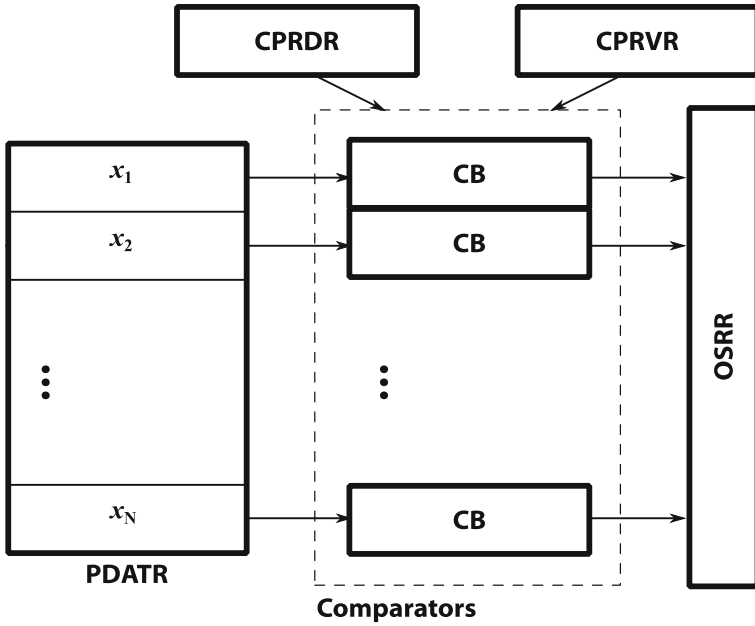 CPRDR
CPRVR
x1
CB
x2
CB
OSRR
xN
CB
PDATR
Comparators